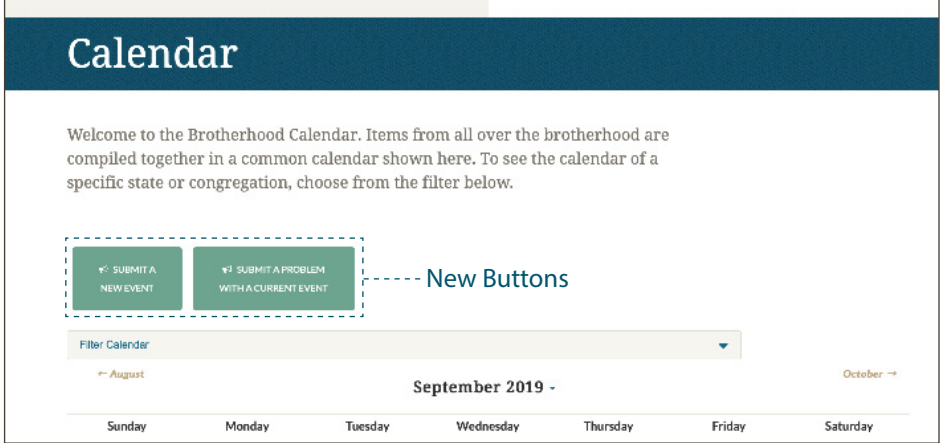 Calendar
Welcome to the Brotherhood Calendar. Items from all over the brotherhood are
compiled together in a common calendar shown here. To see the calendar of a
specific state or congregation, choose from the filter below.
SUBMIT A
NEW EVENT
SUBMIT A PROBLEM
WITH A CURRENT EVENT
New Buttons
Filter Calendar
← August
September 2019
October →
Sunday Monday Tuesday Wednesday Thursday Friday Saturday